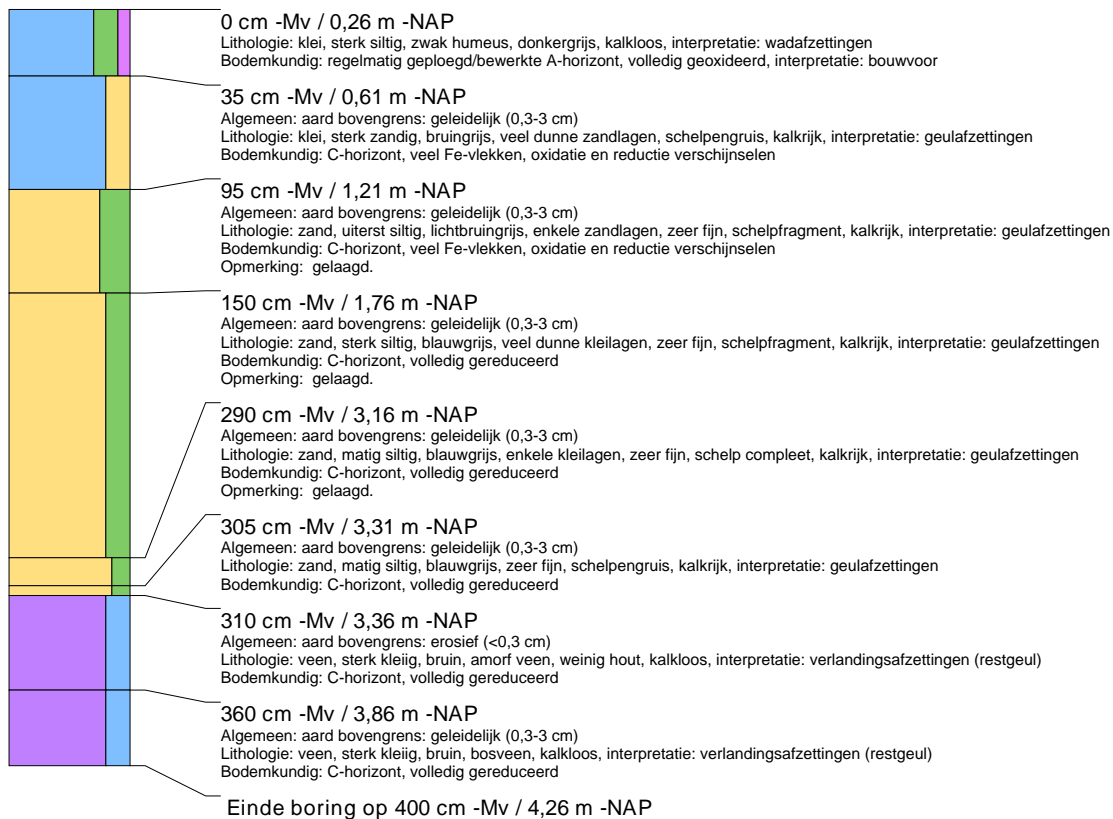 0 cm -Mv / 0,26 m -NAP
Lithologie: klei, sterk siltig, zwak humeus, donkergrijs, kalkloos, interpretatie: wadafzettingen
Bodemkundig: regelmatig geploegd/bewerkte A-horizont, volledig geoxideerd, interpretatie: bouwvoor
35 cm -Mv / 0,61 m -NAP
Algemeen: aard bovengrens: geleidelijk (0,3-3 cm)
Lithologie: klei, sterk zandig, bruingrijs, veel dunne zandlagen, schelpengruis, kalkrijk, interpretatie: geulafzettingen
Bodemkundig: C-horizont, veel Fe-vlekken, oxidatie en reductie verschijnselen
95 cm -Mv / 1,21 m -NAP
Algemeen: aard bovengrens: geleidelijk (0,3-3 cm)
Lithologie: zand, uiterst siltig, lichtbruingrijs, enkele zandlagen, zeer fijn, schelpfragment, kalkrijk, interpretatie: geulafzettingen
Bodemkundig: C-horizont, veel Fe-vlekken, oxidatie en reductie verschijnselen
Opmerking: gelaagd.
150 cm -Mv / 1,76 m -NAP
Algemeen: aard bovengrens: geleidelijk (0,3-3 cm)
Lithologie: zand, sterk siltig, blauwgrijs, veel dunne kleilagen, zeer fijn, schelpfragment, kalkrijk, interpretatie: geulafzettingen
Bodemkundig: C-horizont, volledig gereduceerd
Opmerking: gelaagd.
290 cm -Mv / 3,16 m -NAP
Algemeen: aard bovengrens: geleidelijk (0,3-3 cm)
Lithologie: zand, matig siltig, blauwgrijs, enkele kleilagen, zeer fijn, schelp compleet, kalkrijk, interpretatie: geulafzettingen
Bodemkundig: C-horizont, volledig gereduceerd
Opmerking: gelaagd.
305 cm -Mv / 3,31 m -NAP
Algemeen: aard bovengrens: geleidelijk (0,3-3 cm)
Lithologie: zand, matig siltig, blauwgrijs, zeer fijn, schelpengruis, kalkrijk, interpretatie: geulafzettingen
Bodemkundig: C-horizont, volledig gereduceerd
310 cm -Mv / 3,36 m -NAP
Algemeen: aard bovengrens: erosief (<0,3 cm)
Lithologie: veen, sterk kleiig, bruin, amorf veen, weinig hout, kalkloos, interpretatie: verlandingsafzettingen (restgeul)
Bodemkundig: C-horizont, volledig gereduceerd
360 cm -Mv / 3,86 m -NAP
Algemeen: aard bovengrens: geleidelijk (0,3-3 cm)
Lithologie: veen, sterk kleiig, bruin, bosveen, kalkloos, interpretatie: verlandingsafzettingen (restgeul)
Bodemkundig: C-horizont, volledig gereduceerd
Einde boring op 400 cm -Mv / 4,26 m -NAP